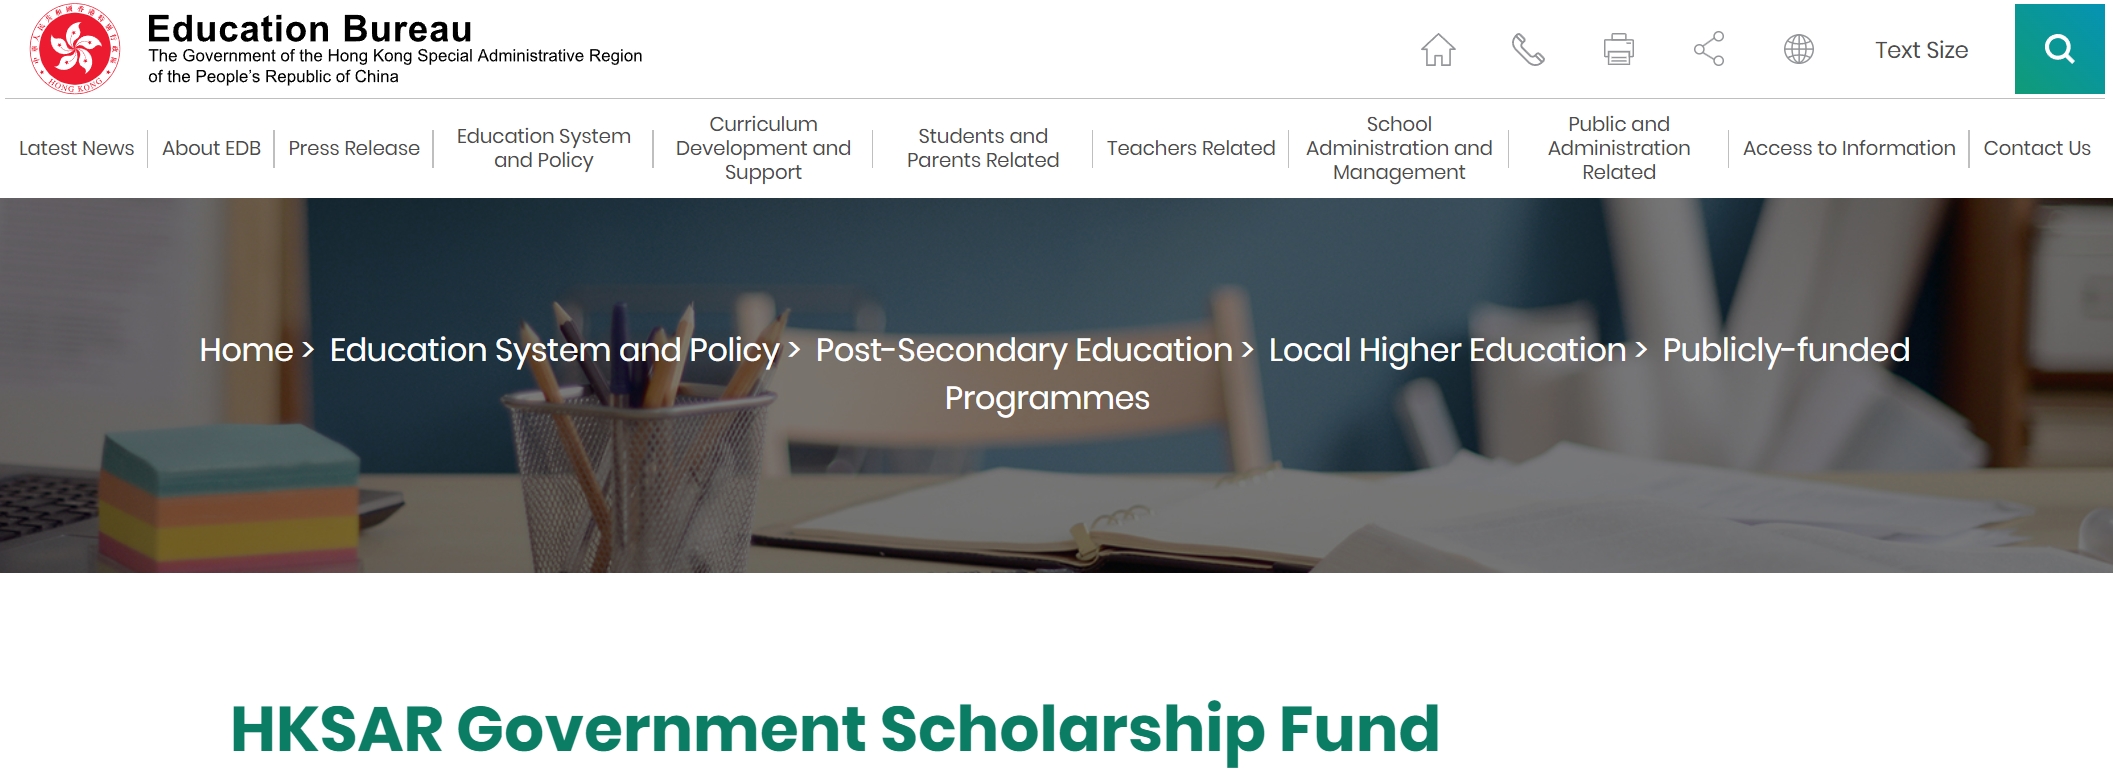 Education Bureau
The Government of the Hong Kong Special Administrative Region
of the People's Republic of China
Text Size
Latest News
About EDB
Press Release
Education System
and Policy
Curriculum
Development and
Support
Students and
Parents Related
Teachers Related
School
Administration and
Management
Public and
Administration
Related
Access to Information
Contact Us
Home > Education System and Policy > Post-Secondary Education > Local Higher Education > Publicly-funded
Programmes
HKSAR Government Scholarship Fund